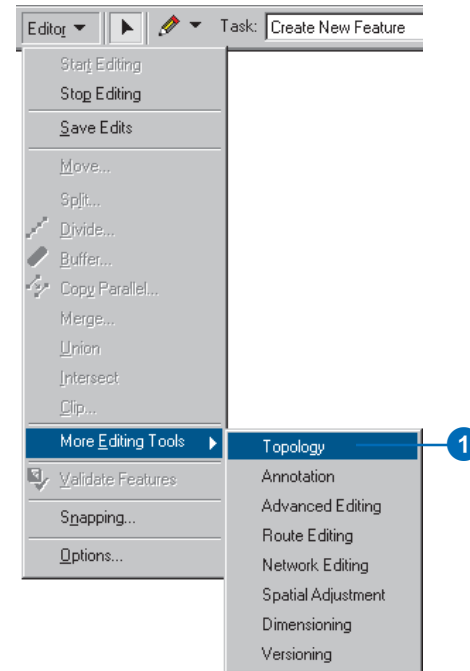 Editor Task: Create New Feature
Start Editing
Stop Editing
Save Edits
Move...
Split...
Divide...
Buffer...
Copy Parallel...
Merge...
Union
Intersect
Clip...
More Editing Tools
Topology
1
Annotation
Advanced Editing
Route Editing
Network Editing
Spatial Adjustment
Dimensioning
Versioning
Validate Features
Snapping...
Options...